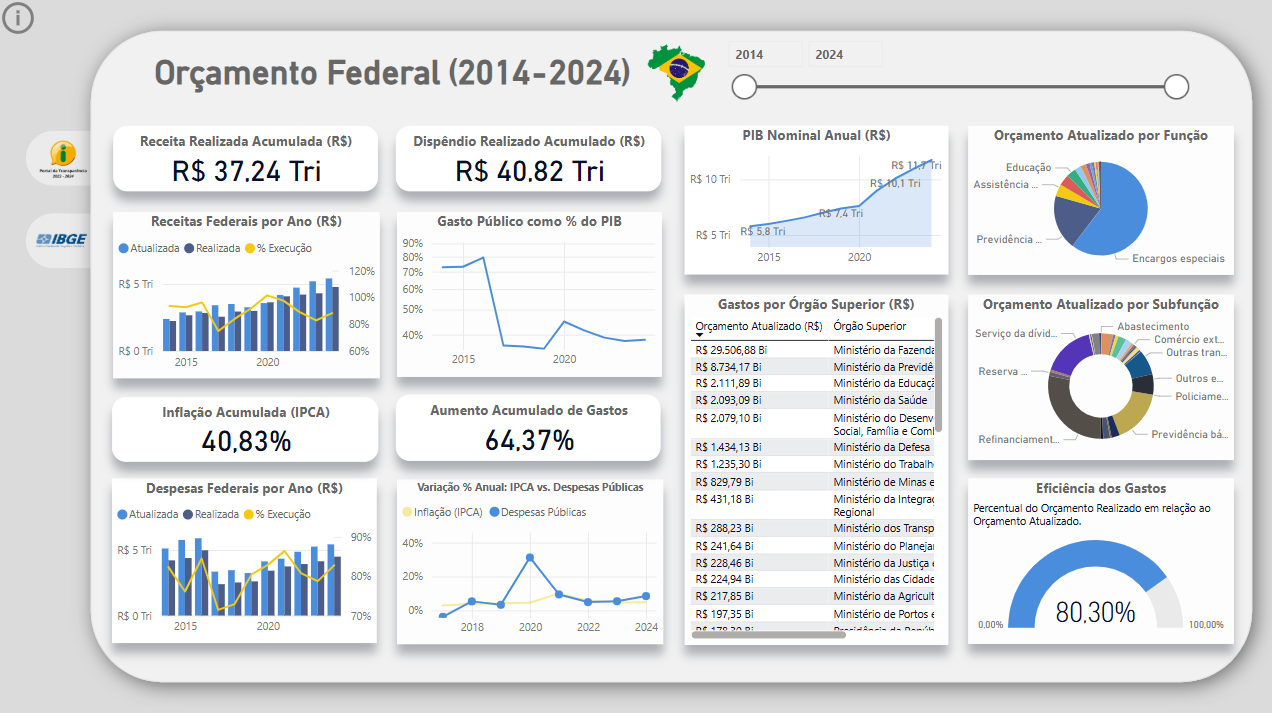 Orçamento Federal (2014-2024)
2014
2024
Portal da Transparência
IBGE
Receita Realizada Acumulada (R$)
R$ 37,24 Tri
Dispêndio Realizado Acumulado (R$)
R$ 40,82 Tri
Receitas Federais por Ano (R$)
Atualizada Realizada % Execução
R$ 5 Tri
R$ 0 Tri
120%
100%
80%
60%
2015
2020
Gasto Público como % do PIB
90%
80%
70%
60%
50%
40%
2015
2020
Inflação Acumulada (IPCA)
40,83%
Aumento Acumulado de Gastos
64,37%
Despesas Federais por Ano (R$)
Atualizada Realizada % Execução
R$ 5 Tri
R$ 0 Tri
90%
80%
70%
2015
2020
Variação % Anual: IPCA vs. Despesas Públicas
Inflação (IPCA) Despesas Públicas
40%
20%
0%
2018
2020
2022
2024
PIB Nominal Anual (R$)
R$ 10 Tri
R$ 5 Tri
R$ 5,8 Tri
R$ 7,4 Tri
R$ 10,1 Tri
R$ 11,7 Tri
2015
2020
Gastos por Órgão Superior (R$)
Orçamento Atualizado (R$) Órgão Superior
R$ 29.506,88 Bi Ministério da Fazenda
R$ 8.734,17 Bi Ministério da Previdê
R$ 2.111,89 Bi Ministério da Educaçã
R$ 2.093,09 Bi Ministério da Saúde
R$ 2.079,10 Bi Ministério do Desenv
Social, Família e Comb
R$ 1.434,13 Bi Ministério da Defesa
R$ 1.235,30 Bi Ministério do Trabalh
R$ 829,79 Bi Ministério de Minas e
R$ 431,18 Bi Ministério da Integraç
Regional
R$ 288,23 Bi Ministério dos Transp
R$ 241,64 Bi Ministério do Planejar
R$ 228,46 Bi Ministério da Justiça e
R$ 224,94 Bi Ministério das Cidade
R$ 217,85 Bi Ministério da Agricult
R$ 197,35 Bi Ministério de Portos e
R$ 178,30 Bi Presidência da Repúb
Orçamento Atualizado por Função
Educação
Assistência ...
Previdência ...
Encargos especiais
Orçamento Atualizado por Subfunção
Serviço da dívid...
Reserva ...
Refinanciament...
Abastecimento
Comércio ext...
Outras tran...
Outros e...
Policiame...
Previdência bá...
Eficiência dos Gastos
Percentual do Orçamento Realizado em relação ao
Orçamento Atualizado.
80,30%
0,00%
100,00%